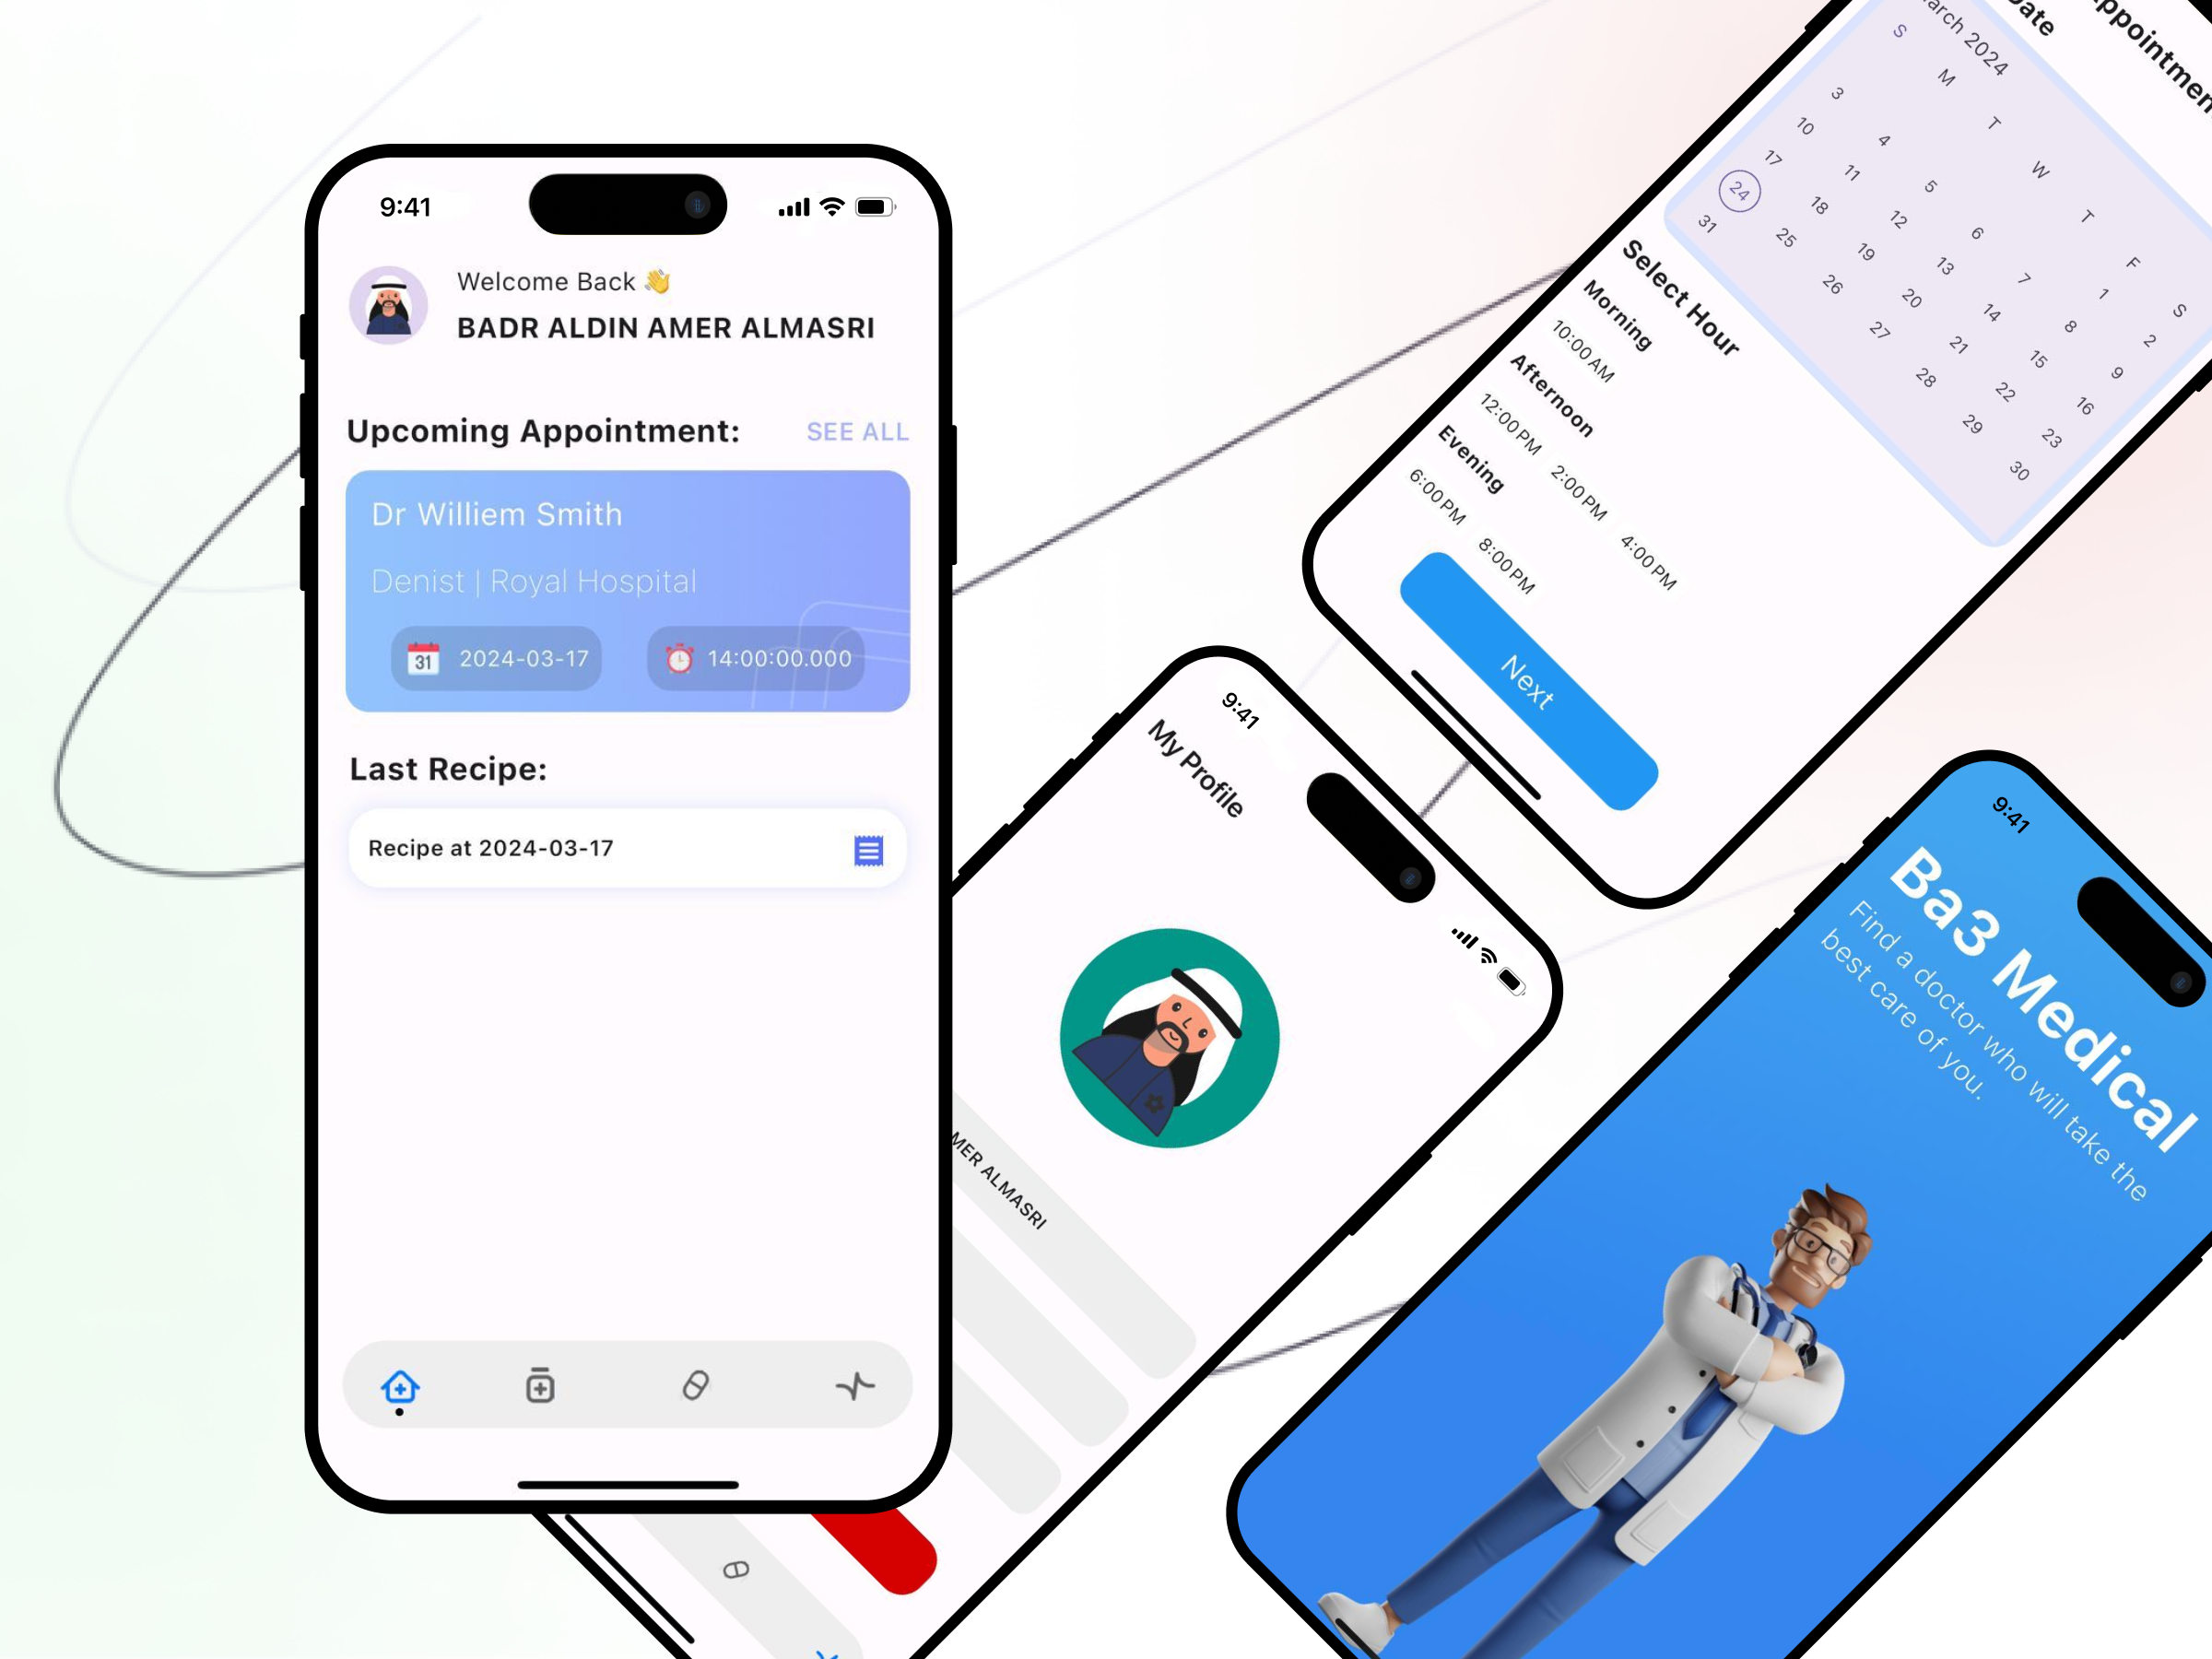 9:41
Welcome Back 👋
BADR ALDIN AMER ALMASRI
Upcoming Appointment:
SEE ALL
Dr Williem Smith
Denist | Royal Hospital
31
2024-03-17
14:00:00.000
Last Recipe:
Recipe at 2024-03-17
9:41
My Profile
ALMASRI
2024
S M T W T F S
1 2
3 4 5 6 7 8 9
10 11 12 13 14 15 16
17 18 19 20 21 22 23
24 25 26 27 28 29 30
31
Select Hour
Morning
10:00 AM
Afternoon
12:00 PM 2:00 PM 4:00 PM
Evening
6:00 PM 8:00 PM
Next
9:41
Ba3 Medical
Find a doctor who will take the
best care of you.